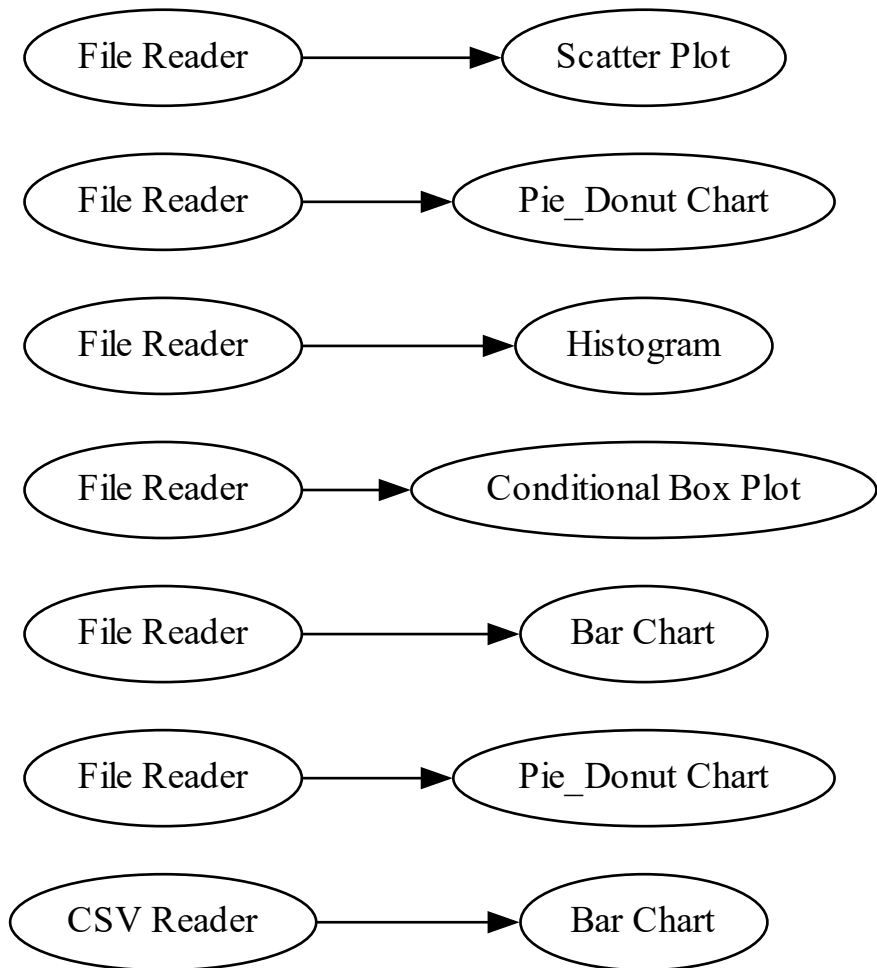 File Reader Scatter Plot
File Reader Pie_Donut Chart
File Reader Histogram
File Reader Conditional Box Plot
File Reader Bar Chart
File Reader Pie_Donut Chart
CSV Reader Bar Chart